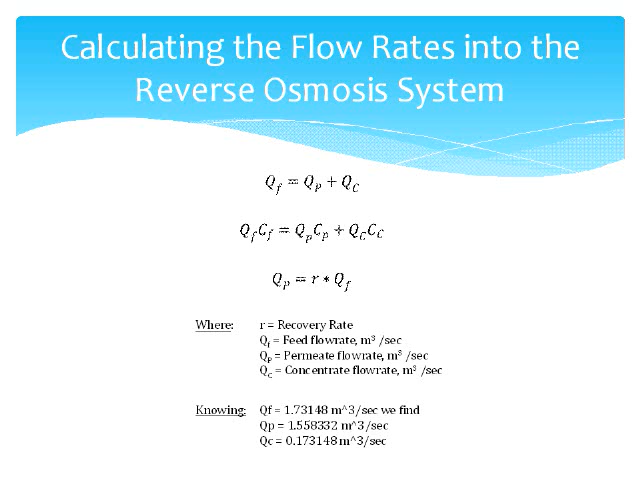 Calculating the Flow Rates into the
Reverse Osmosis System
Q_f = Q_P + Q_C
Q_f C_f = Q_p C_p + Q_C C_C
Q_p = r * Q_f
Where: r = Recovery Rate
Q_f = Feed flowrate, m³ /sec
Q_P = Permeate flowrate, m³ /sec
Q_C = Concentrate flowrate, m³ /sec
Knowing: Qf = 1.73148 m^3/sec we find
Qp = 1.558332 m^3/sec
Qc = 0.173148 m^3/sec